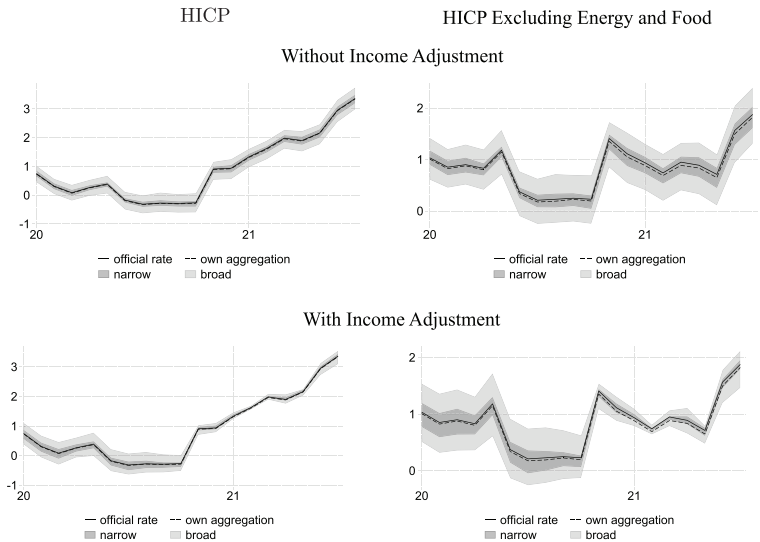 HICP
HICP Excluding Energy and Food
Without Income Adjustment
3
2
1
0
-1
20
21
official rate
own aggregation
narrow
broad
2
1
0
20
21
official rate
own aggregation
narrow
broad
With Income Adjustment
3
2
1
0
-1
20
21
official rate
own aggregation
narrow
broad
2
1
0
20
21
official rate
own aggregation
narrow
broad